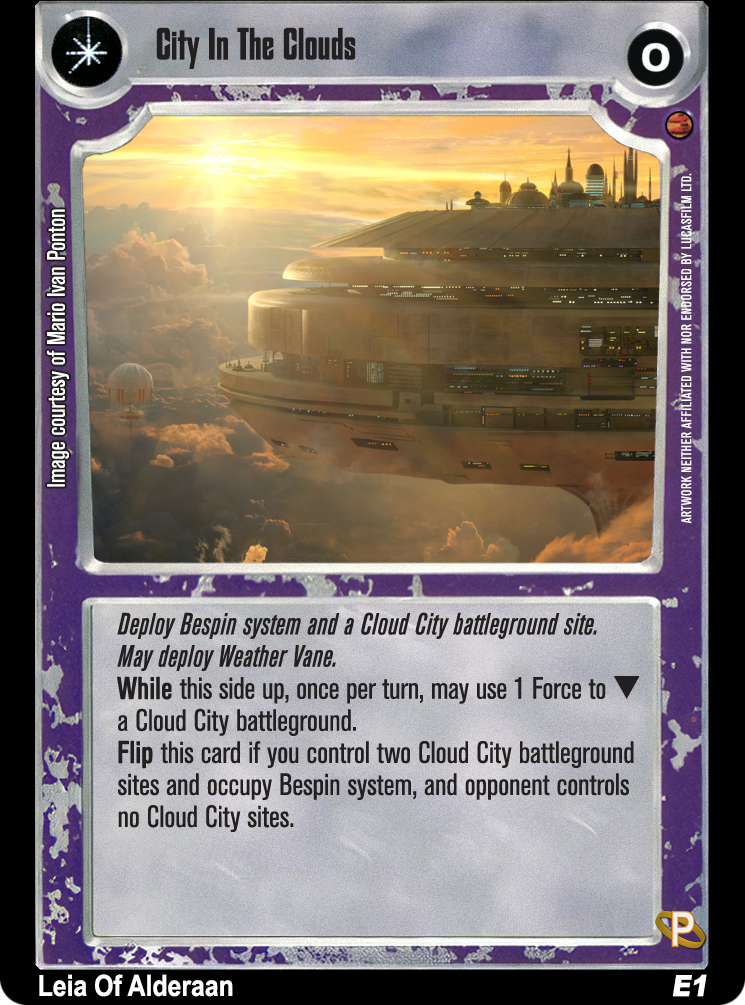 City In The Clouds
O
Image courtesy of Mario Ivan Ponton
ARTWORK NEITHER AFFILIATED WITH NOR ENDORSED BY LUCASFILM LTD.
Deploy Bespin system and a Cloud City battleground site.
May deploy Weather Vane.
While this side up, once per turn, may use 1 Force to ▼
a Cloud City battleground.
Flip this card if you control two Cloud City battleground
sites and occupy Bespin system, and opponent controls
no Cloud City sites.
P
Leia Of Alderaan
E1